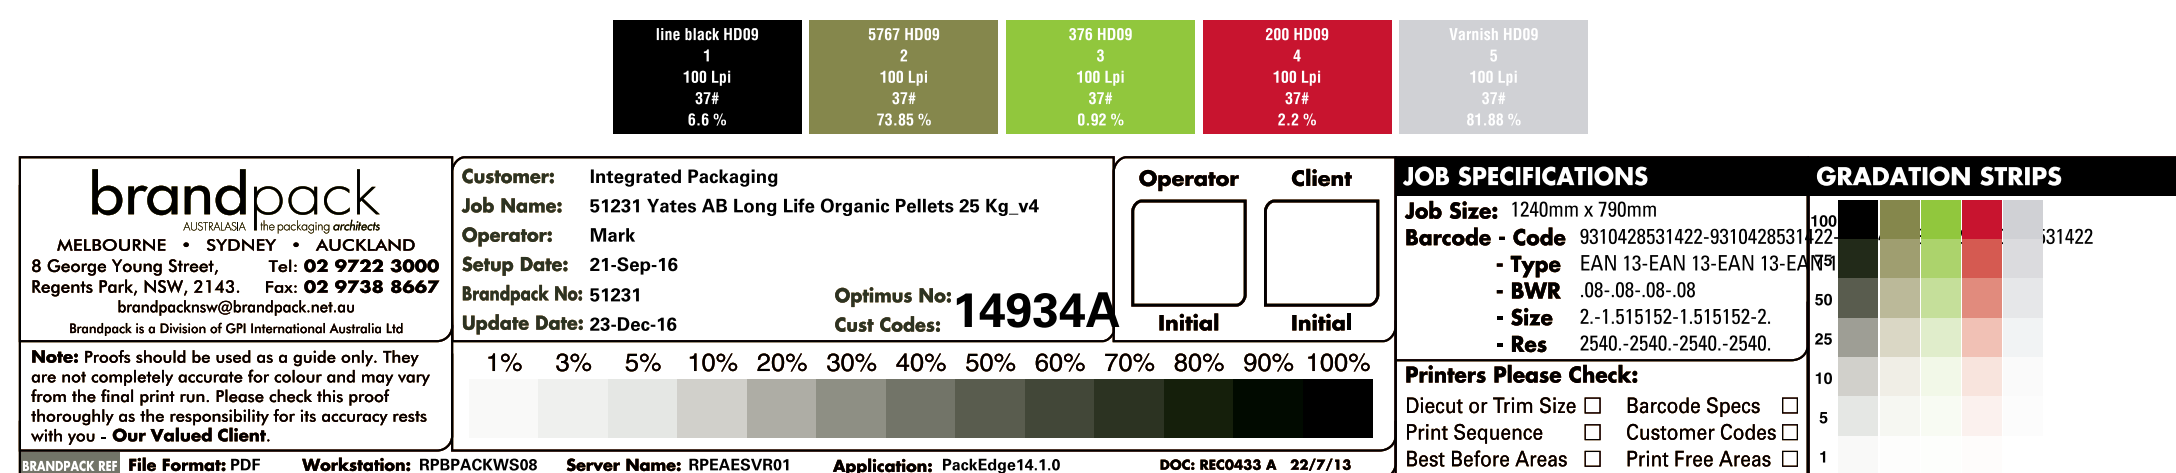 line black HD09
1
100 Lpi
37#
6.6 %
5767 HD09
2
100 Lpi
37#
73.85 %
376 HD09
3
100 Lpi
37#
0.92 %
200 HD09
4
100 Lpi
37#
2.2 %
Varnish HD09
5
100 Lpi
37#
81.88 %
brandpack
AUSTRALASIA the packaging architects
MELBOURNE • SYDNEY • AUCKLAND
8 George Young Street, Tel: 02 9722 3000
Regents Park, NSW, 2143. Fax: 02 9738 8667
brandpacknsw@brandpack.net.au
Brandpack is a Division of GPI International Australia Ltd
Note: Proofs should be used as a guide only. They
are not completely accurate for colour and may vary
from the final print run. Please check this proof
thoroughly as the responsibility for its accuracy rests
with you - Our Valued Client.
Customer: Integrated Packaging
Job Name: 51231 Yates AB Long Life Organic Pellets 25 Kg_v4
Operator: Mark
Setup Date: 21-Sep-16
Brandpack No: 51231
Update Date: 23-Dec-16
Optimus No:
Cust Codes:
14934A
Operator Client
Initial Initial
1% 3% 5% 10% 20% 30% 40% 50% 60% 70% 80% 90% 100%
JOB SPECIFICATIONS
Job Size: 1240mm x 790mm
Barcode - Code 9310428531422-9310428531422- 531422
- Type EAN 13-EAN 13-EAN 13-EAN 1
- BWR .08-.08-.08-.08
- Size 2.-1.515152-1.515152-2.
- Res 2540.-2540.-2540.-2540.
Printers Please Check:
Diecut or Trim Size □ Barcode Specs □
Print Sequence □ Customer Codes □
Best Before Areas □ Print Free Areas □
GRADATION STRIPS
100
75
50
25
10
5
1
BRANDPACK REF File Format: PDF Workstation: RPBPACKWS08 Server Name: RPEAESVR01 Application: PackEdge14.1.0 DOC: REC0433 A 22/7/13